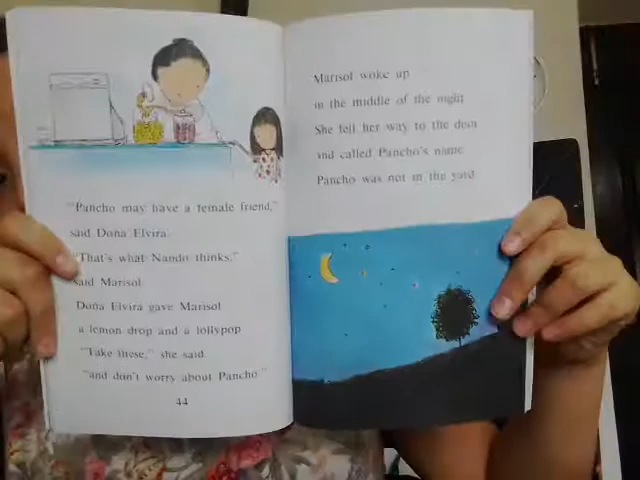 "Pancho may have a female friend,"
said Doña Elvira.
"That's what Nando thinks,"
said Marisol.
Doña Elvira gave Marisol
a lemon drop and a lollypop.
"Take these," she said,
"and don't worry about Pancho."
44
Marisol woke up
in the middle of the night.
She felt her way to the door
and called Pancho's name.
Pancho was not in the yard.